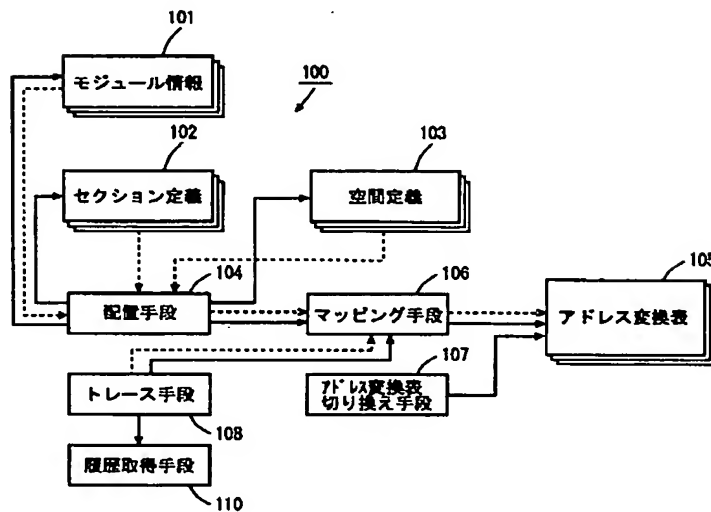 101
モジュール情報
100
102
セクション定義
103
空間定義
104
配置手段
106
マッピング手段
105
アドレス変換表
107
アドレス変換表
切り換え手段
トレース手段
108
履歴取得手段
110